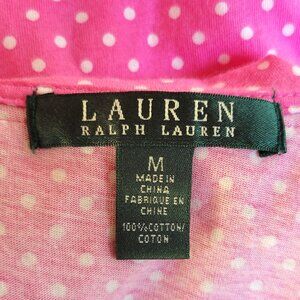 LAUREN
RALPH LAUREN
M
MADE IN
CHINA
FABRIQUE EN
CHINE
100% COTTON/
COTON